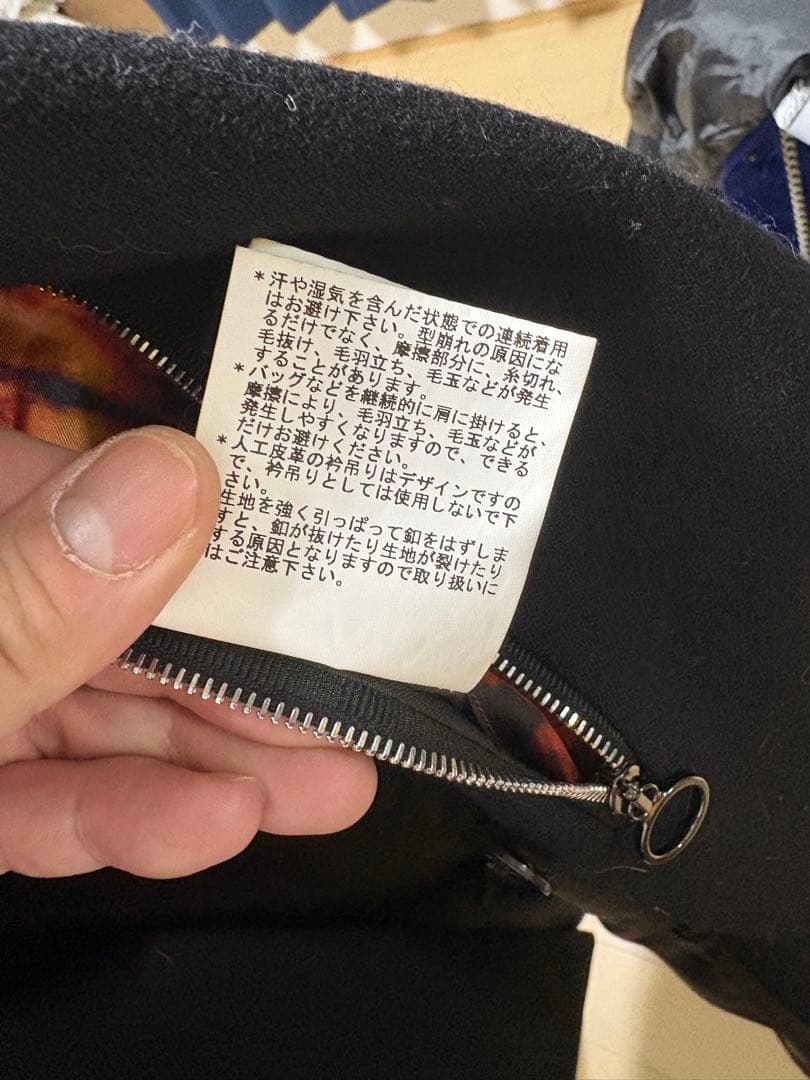 *汗や湿気を含んだ状態での連続着用
はお避け下さい。型崩れの原因にな
るだけでなく、摩擦部分に、糸切れ、
毛抜け、毛羽立ち、毛玉などが発生
することがあります。
*バッグなどを継続的に肩に掛けると、
摩擦により、毛羽立ち、毛玉などが
発生しやすくなりますので、できる
だけお避けください。
*人工皮革の衿吊りはデザインですの
で、衿吊りとしては使用しないで下
さい。
生地を強く引っぱって釦をはずしま
すと、釦が抜けたり生地が裂けたり
する原因となりますので取り扱いに
はご注意下さい。